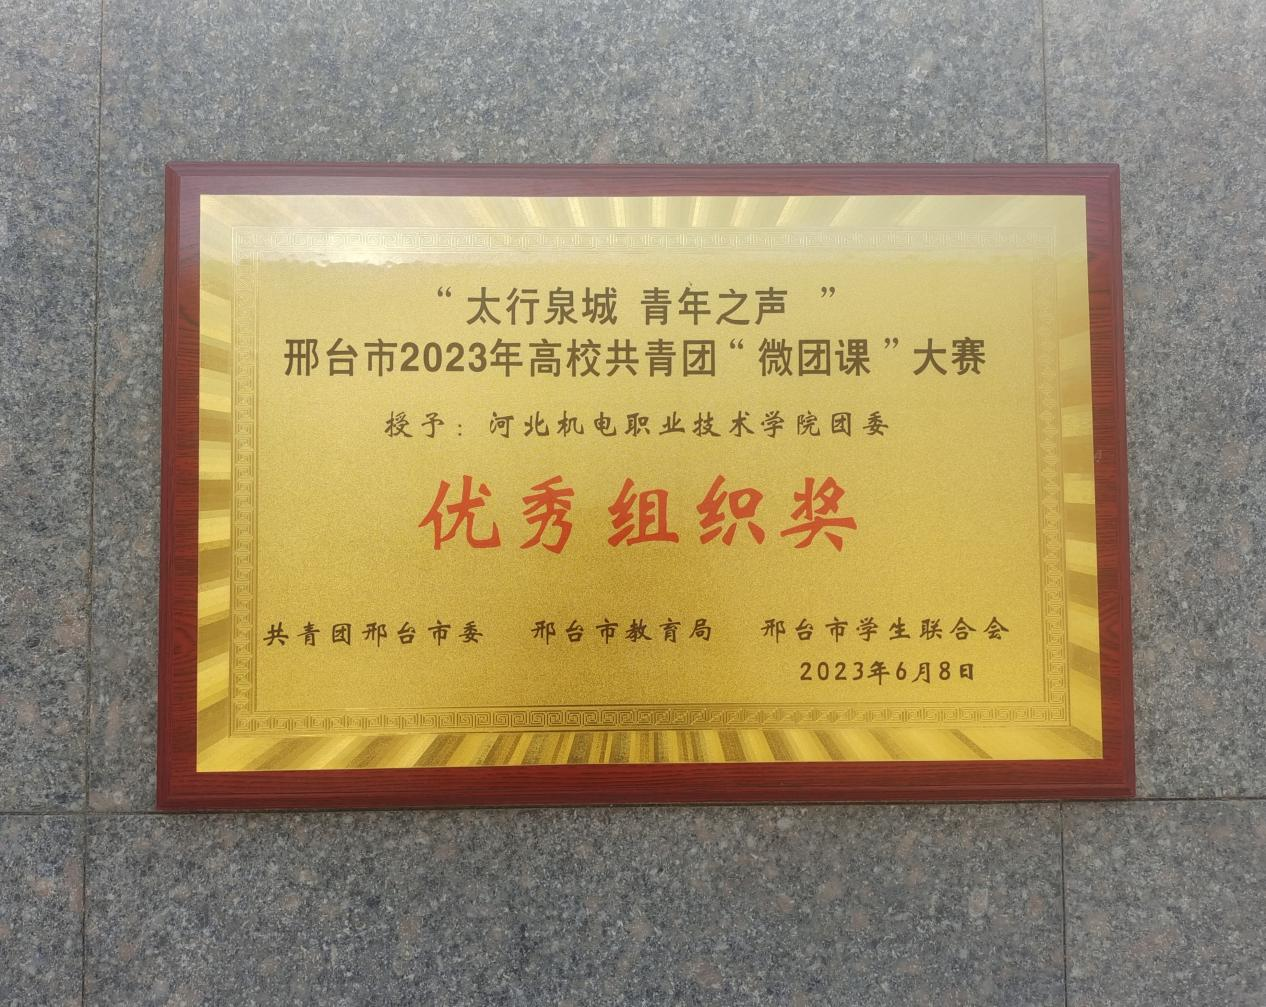 “太行泉城 青年之声 ”
邢台市2023年高校共青团“微团课”大赛
授予：河北机电职业技术学院团委
优秀组织奖
共青团邢台市委 邢台市教育局 邢台市学生联合会
2023年6月8日